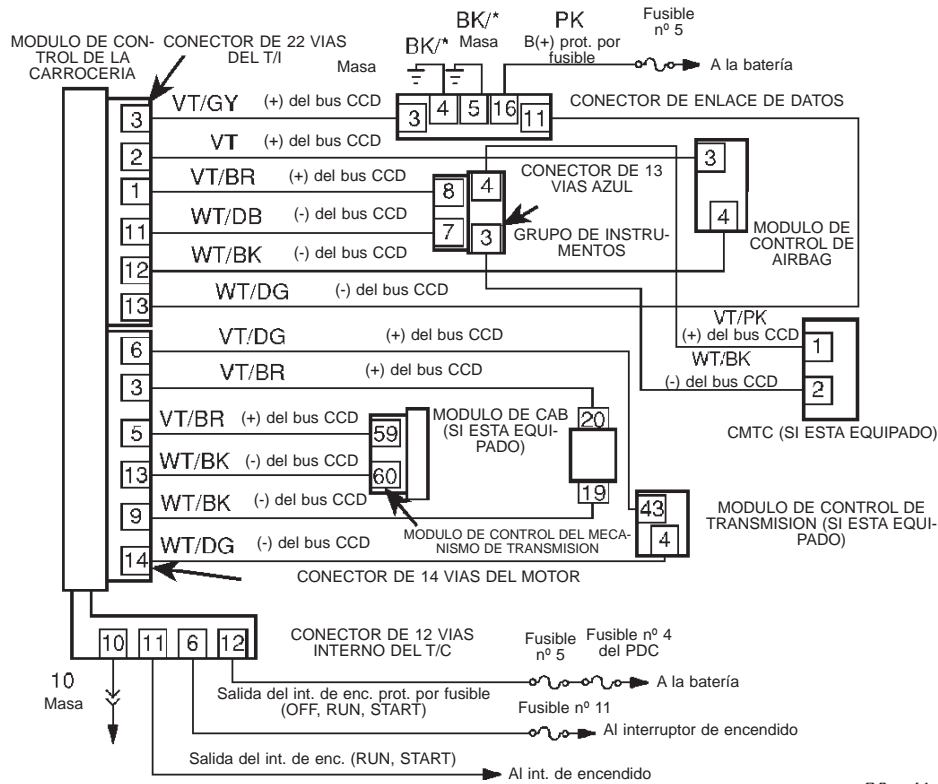 MODULO DE CON-
TROL DE LA
CARROCERIA
CONECTOR DE 22 VIAS
DEL T/I
Masa
BK/*
BK/*
Masa
PK
B(+) prot. por
fusible
Fusible
nº 5
A la batería
3
VT/GY (+) del bus CCD
3 4 5 16 11
CONECTOR DE ENLACE DE DATOS
2
VT (+) del bus CCD
3
4
MODULO DE
CONTROL DE
AIRBAG
1
VT/BR (+) del bus CCD
8 4
CONECTOR DE 13
VIAS AZUL
11
WT/DB (-) del bus CCD
7 3
GRUPO DE INSTRU-
MENTOS
12
WT/BK (-) del bus CCD
13
WT/DG (-) del bus CCD
VT/PK
(+) del bus CCD
1
WT/BK
(-) del bus CCD
2
CMTC (SI ESTA EQUIPADO)
6
VT/DG (+) del bus CCD
3
VT/BR (+) del bus CCD
5
VT/BR (+) del bus CCD
59
MODULO DE CAB
(SI ESTA EQUI-
PADO)
20
19
13
WT/BK (-) del bus CCD
60
9
WT/BK (-) del bus CCD
MODULO DE CONTROL DEL MECA-
NISMO DE TRANSMISION
43
4
MODULO DE CONTROL DE
TRANSMISION (SI ESTA EQUI-
PADO)
14
WT/DG (-) del bus CCD
CONECTOR DE 14 VIAS DEL MOTOR
10 11 6 12
CONECTOR DE 12 VIAS
INTERNO DEL T/C
10
Masa
Salida del int. de enc. prot. por fusible
(OFF, RUN, START)
Fusible
nº 5
Fusible nº 4
del PDC
A la batería
Fusible nº 11
Al interruptor de encendido
Salida del int. de enc. (RUN, START)
Al int. de encendido